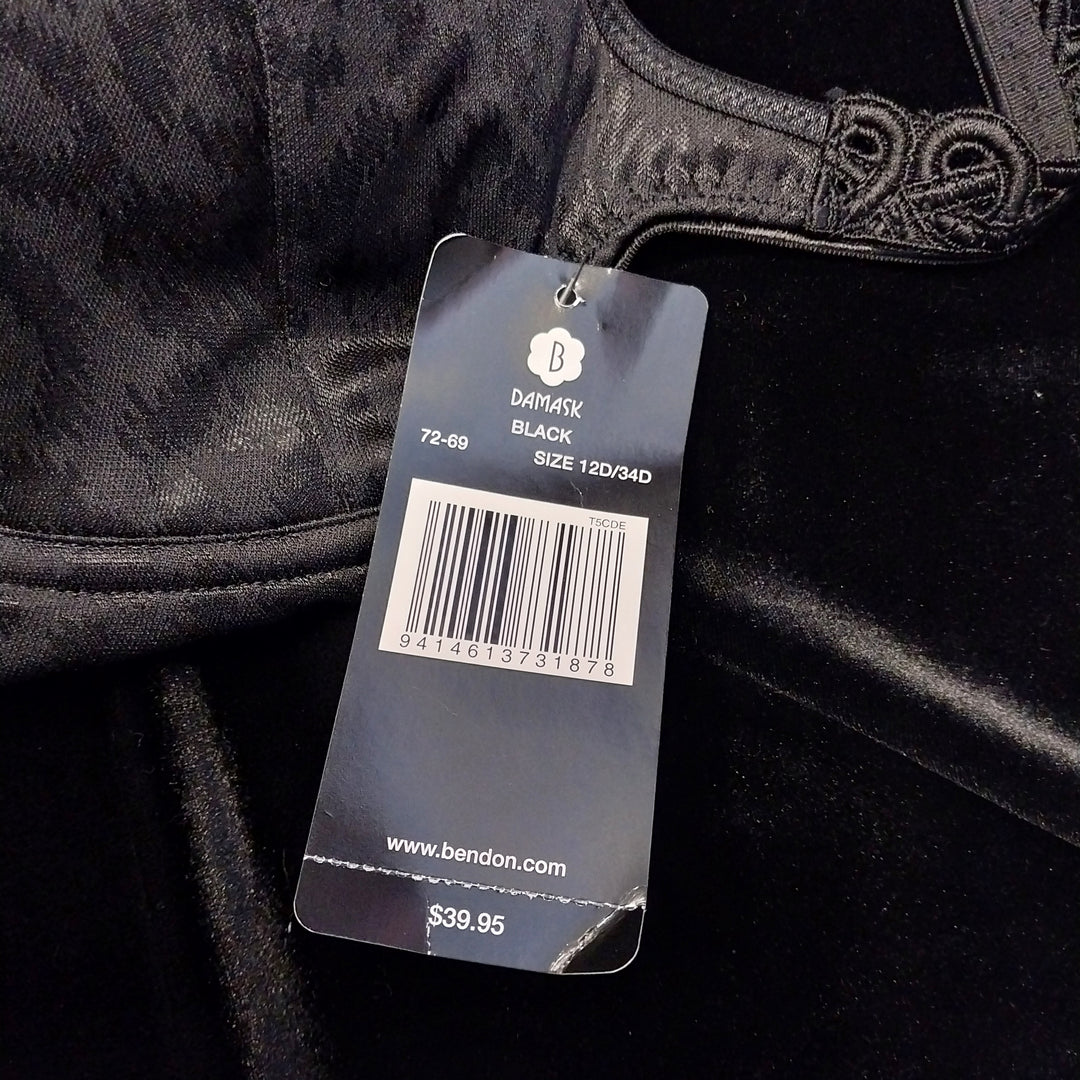 B
DAMASK
BLACK
72-69
SIZE 12D/34D
T5CDE
9414613731878
www.bendon.com
$39.95